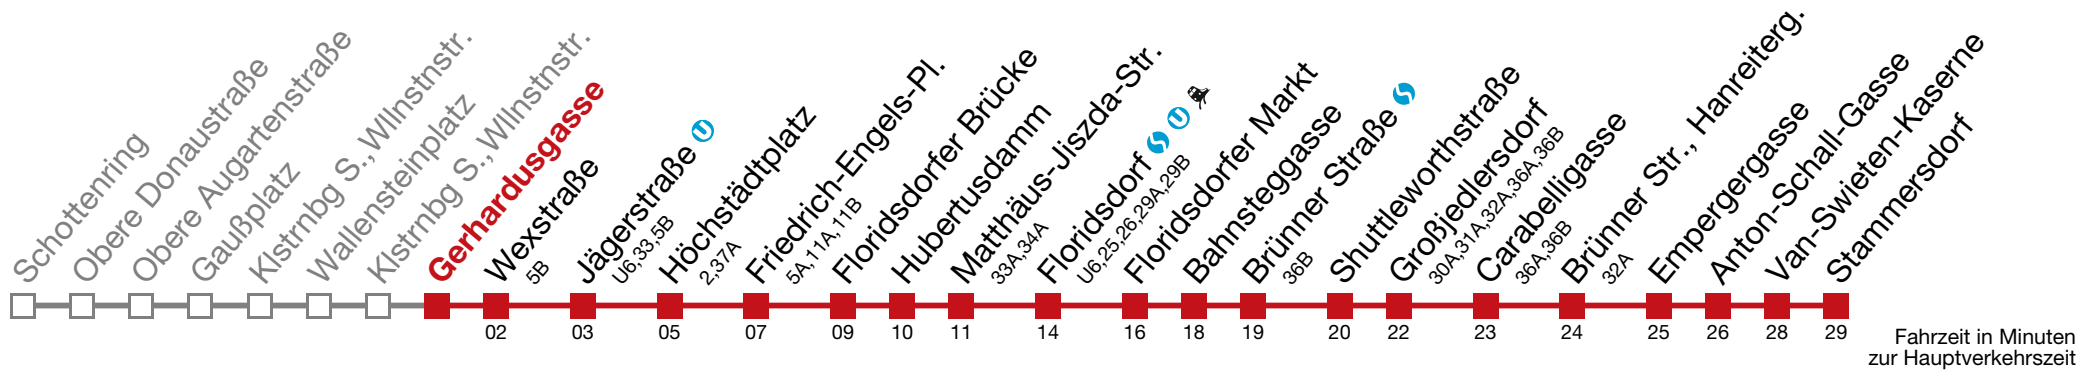 Schottenring
Obere Donaustraße
Obere Augartenstraße
Gaußplatz
Klstrnbg S., Wllnstnstr.
Wallensteinplatz
Klstrnbg S., Wllnstnstr.
Gerhardusgasse
Wexstraße
5B
Jägerstraße U
U6,33,5B
Höchstädtplatz
2,37A
Friedrich-Engels-Pl.
5A,11A,11B
Floridsdorfer Brücke
Hubertusdamm
Matthäus-Jiszda-Str.
33A,34A
Floridsdorf S U
U6,25,26,29A,29B
Floridsdorfer Markt
Bahnsteggasse
Brünner Straße S
36B
Shuttleworthstraße
Großjedlersdorf
30A,31A,32A,36A,36B
Carabelligasse
36A,36B
Brünner Str., Hanreiterg.
32A
Empergergasse
Anton-Schall-Gasse
Van-Swieten-Kaserne
Stammersdorf
02 03 05 07 09 10 11 14 16 18 19 20 22 23 24 25 26 28 29
Fahrzeit in Minuten
zur Hauptverkehrszeit